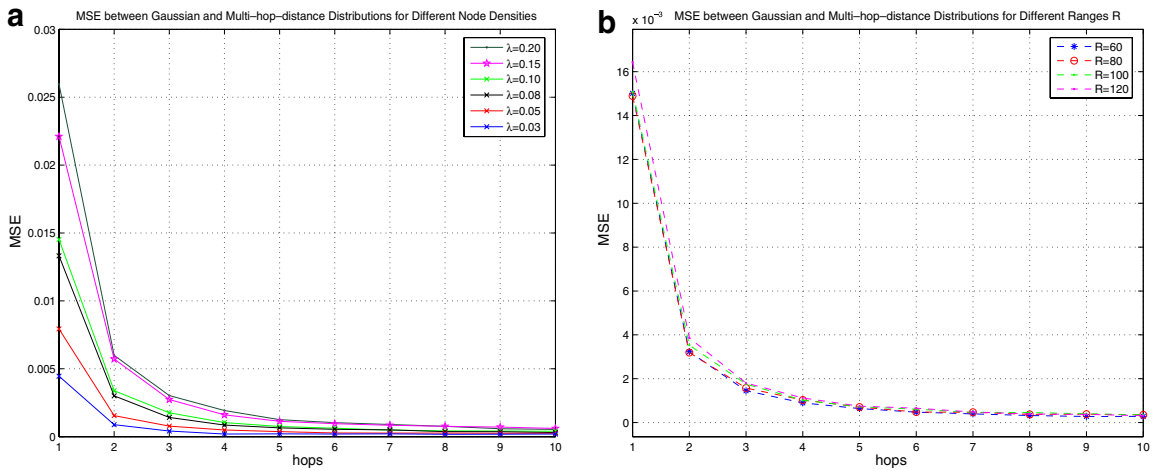 a
MSE between Gaussian and Multi−hop−distance Distributions for Different Node Densities
0.03
0.025
0.02
0.015
0.01
0.005
0
MSE
1 2 3 4 5 6 7 8 9 10
hops
λ=0.20
λ=0.15
λ=0.10
λ=0.08
λ=0.05
λ=0.03
b
x 10⁻³
MSE between Gaussian and Multi−hop−distance Distributions for Different Ranges R
16
14
12
10
8
6
4
2
0
MSE
1 2 3 4 5 6 7 8 9 10
hops
R=60
R=80
R=100
R=120